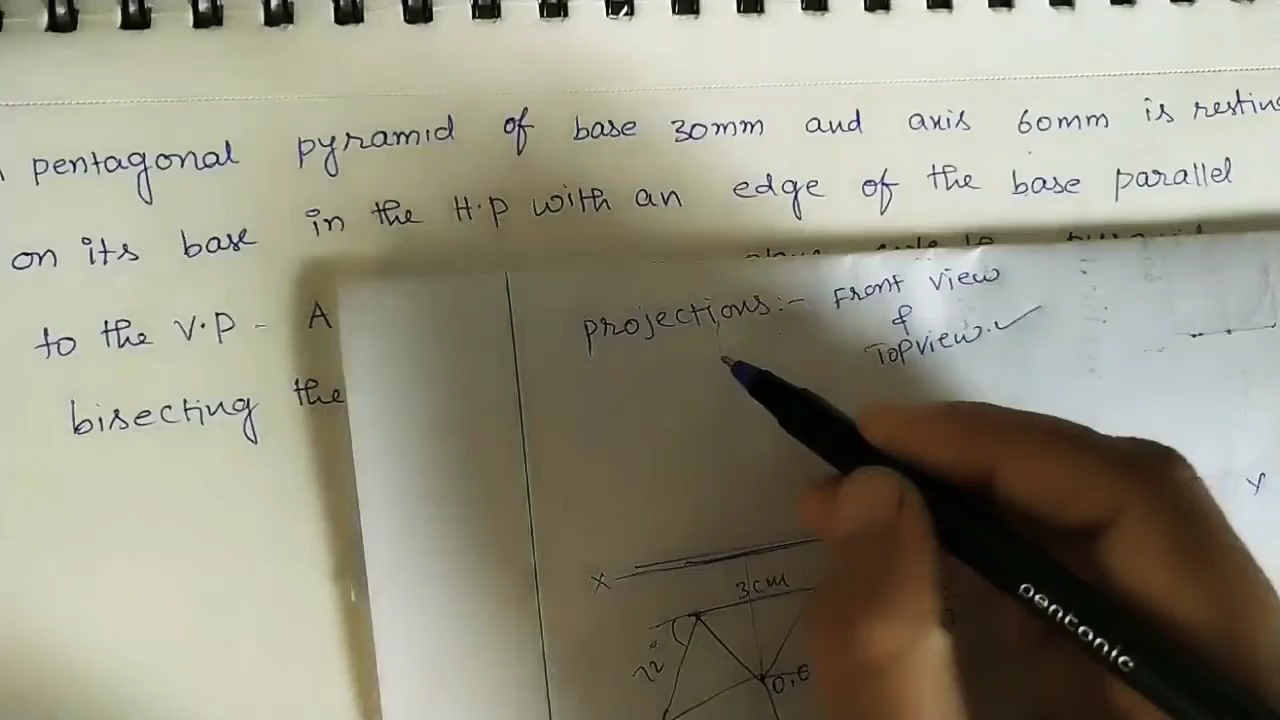 pentagonal pyramid of base 30mm and axis 60mm is resting
on its base in the H.P with an edge of the base parallel
to the V.P - A
bisecting the
projections:- Front view
&
Topview.
Y
X
3cm
72°
pentonic